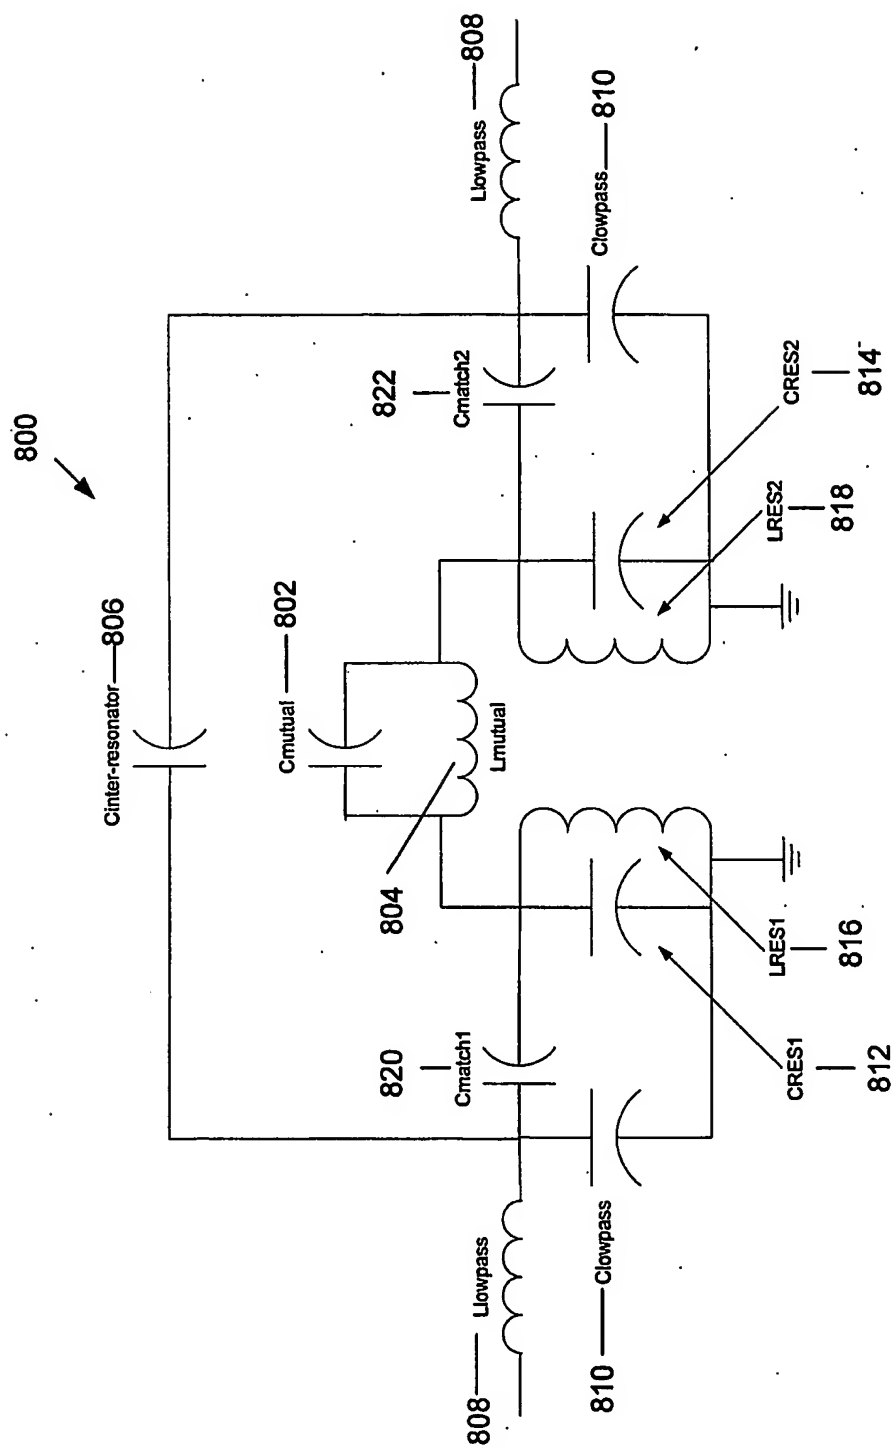 800
Cinter-resonator 806
Cmutual 802
Lmutual
804
820
Cmatch1
822
Cmatch2
808 Llowpass
Llowpass 808
810 Clowpass
Clowpass 810
CRES1
812
LRES1
816
LRES2
818
CRES2
814